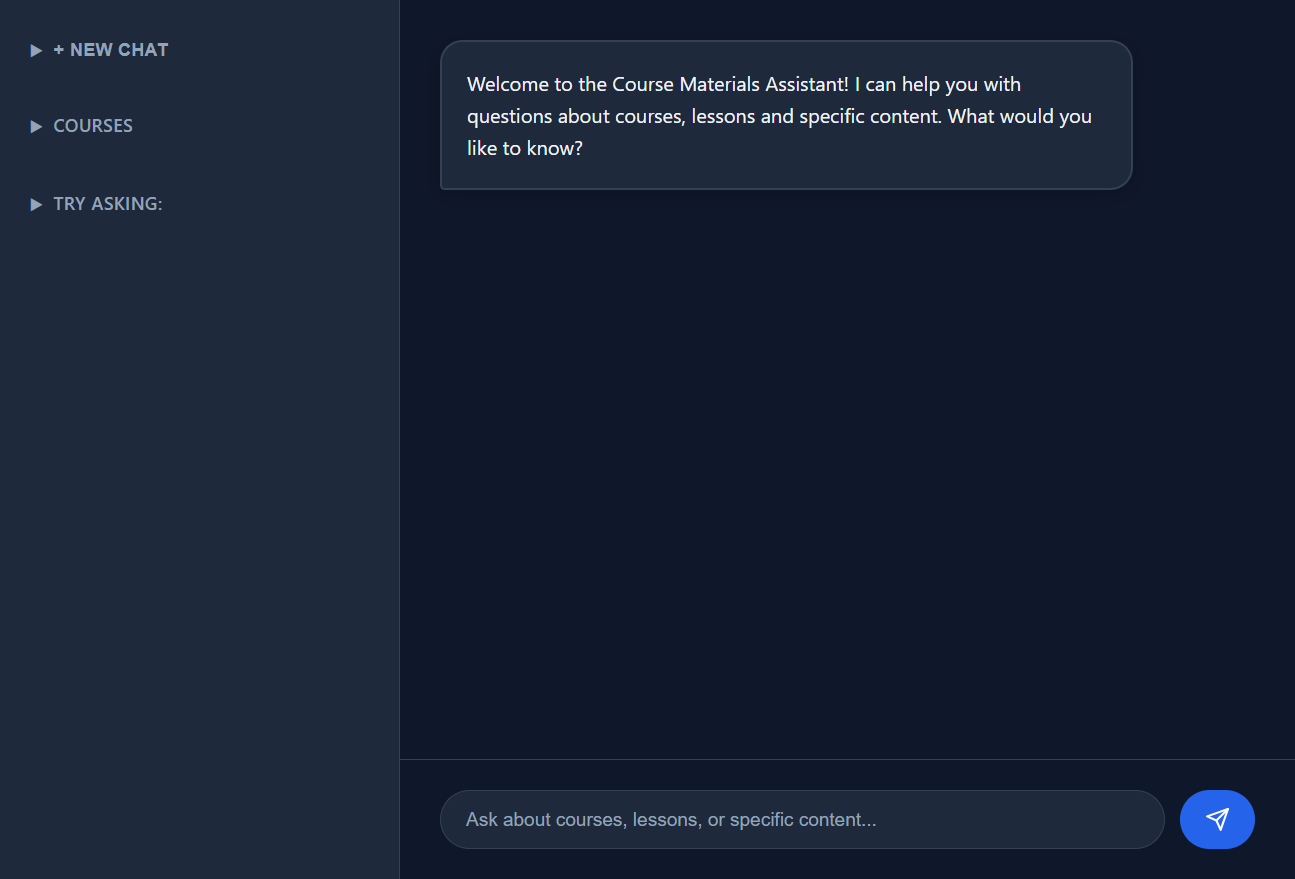 + NEW CHAT
COURSES
TRY ASKING:
Welcome to the Course Materials Assistant! I can help you with
questions about courses, lessons and specific content. What would you
like to know?
Ask about courses, lessons, or specific content...